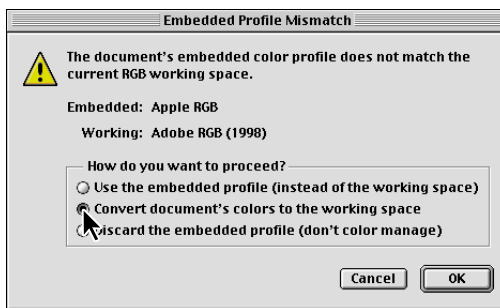 Embedded Profile Mismatch
The document's embedded color profile does not match the
current RGB working space.
Embedded: Apple RGB
Working: Adobe RGB (1998)
How do you want to proceed?
Use the embedded profile (instead of the working space)
Convert document's colors to the working space
Discard the embedded profile (don't color manage)
Cancel OK